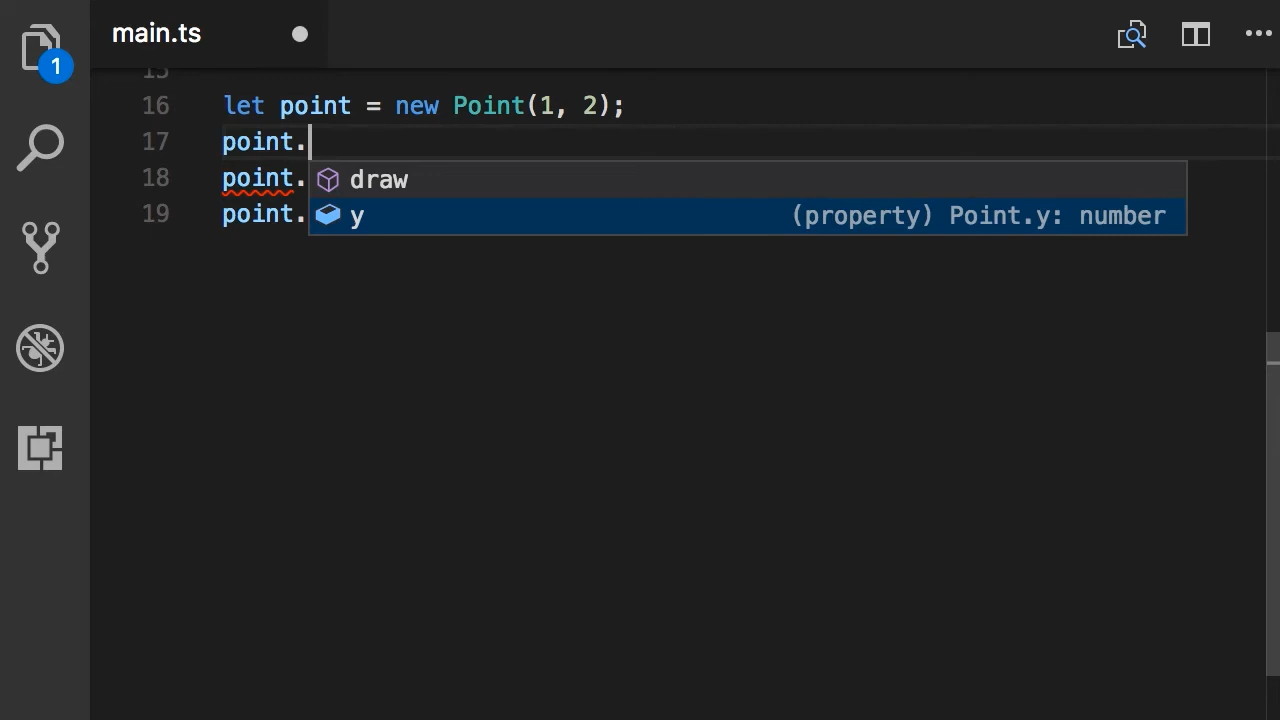 main.ts
1
15
16 let point = new Point(1, 2);
17 point.
draw
18 point.
y (property) Point.y: number
19 point.